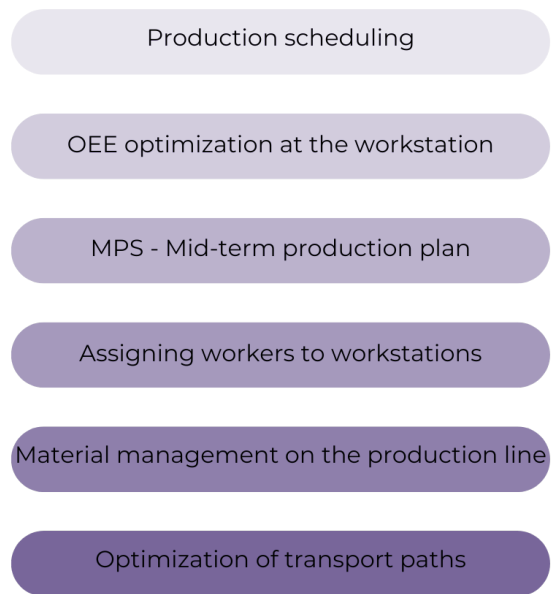 Production scheduling
OEE optimization at the workstation
MPS - Mid-term production plan
Assigning workers to workstations
Material management on the production line
Optimization of transport paths